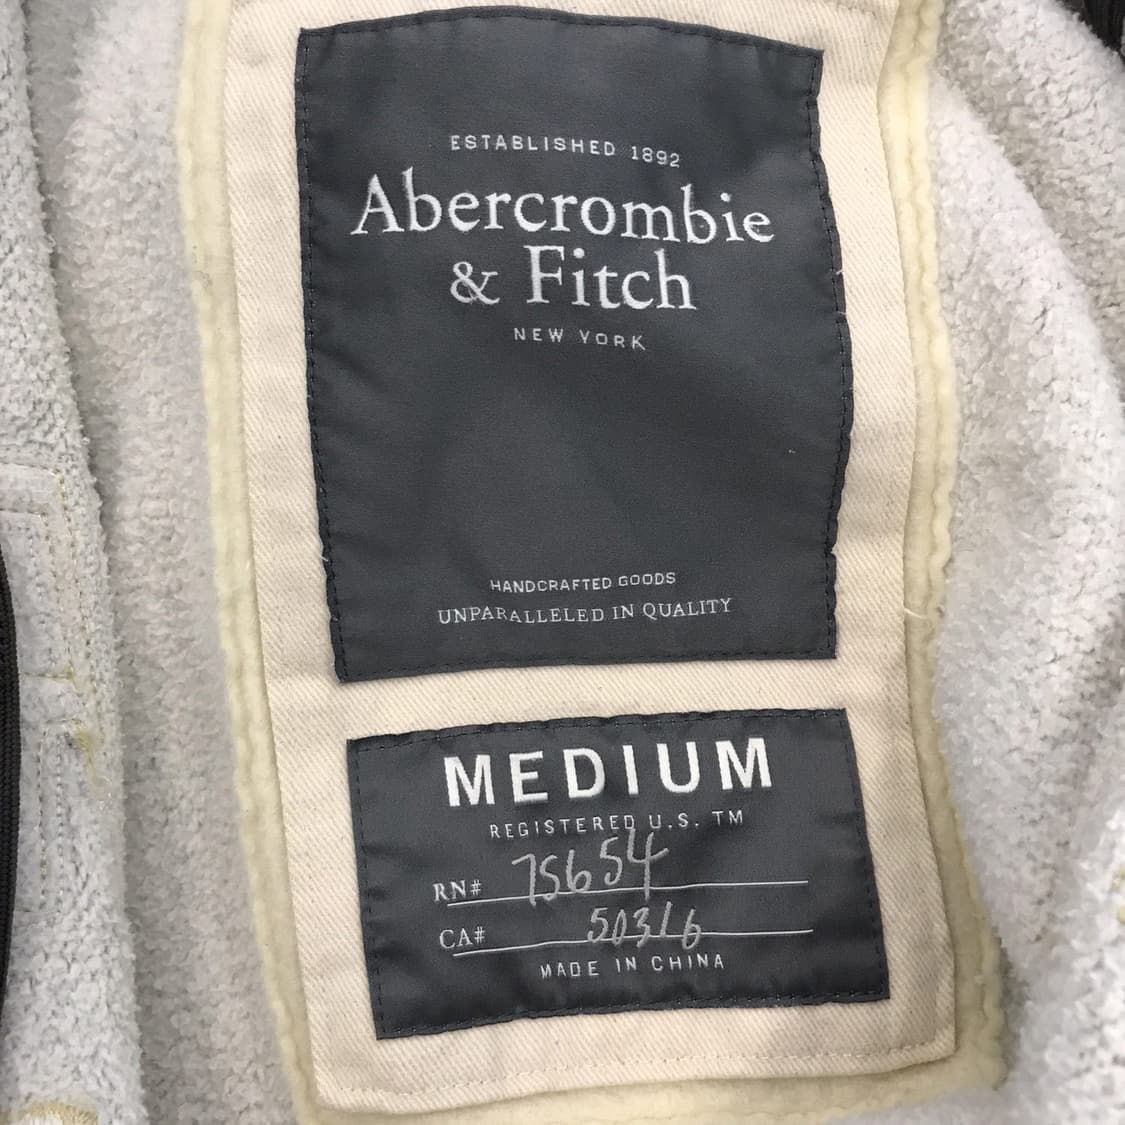 ESTABLISHED 1892
Abercrombie
& Fitch
NEW YORK
HANDCRAFTED GOODS
UNPARALLELED IN QUALITY
MEDIUM
REGISTERED U.S. TM
RN# 75654
CA# 50316
MADE IN CHINA